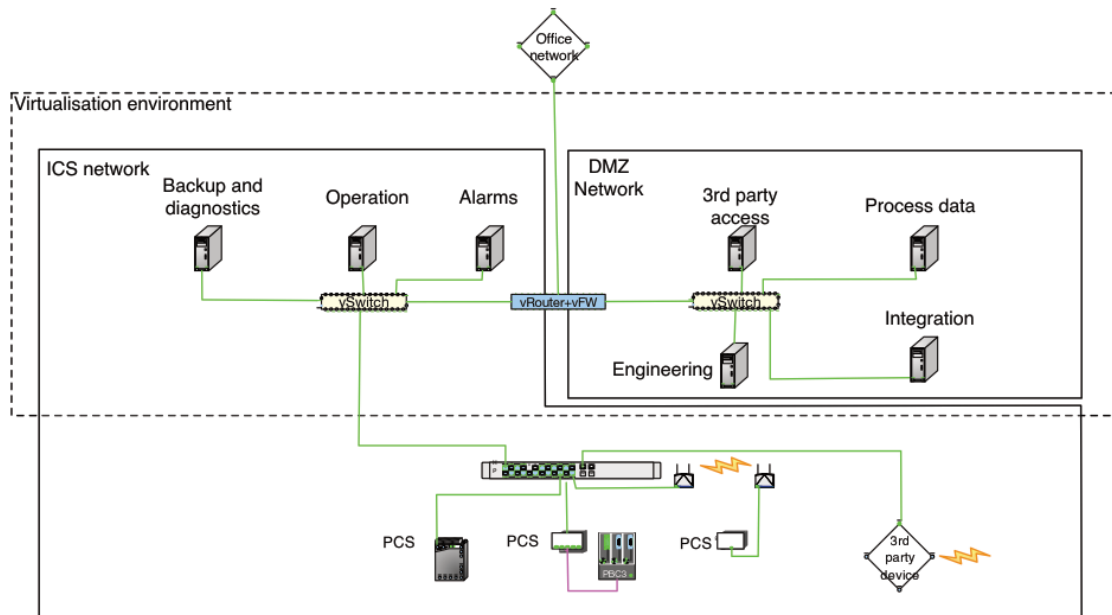 Office
network
Virtualisation environment
ICS network
Backup and
diagnostics
Operation
Alarms
DMZ
Network
3rd party
access
Process data
vSwitch
vRouter+vFW
vSwitch
Engineering
Integration
PCS
PCS
PBC3
PCS
3rd
party
device